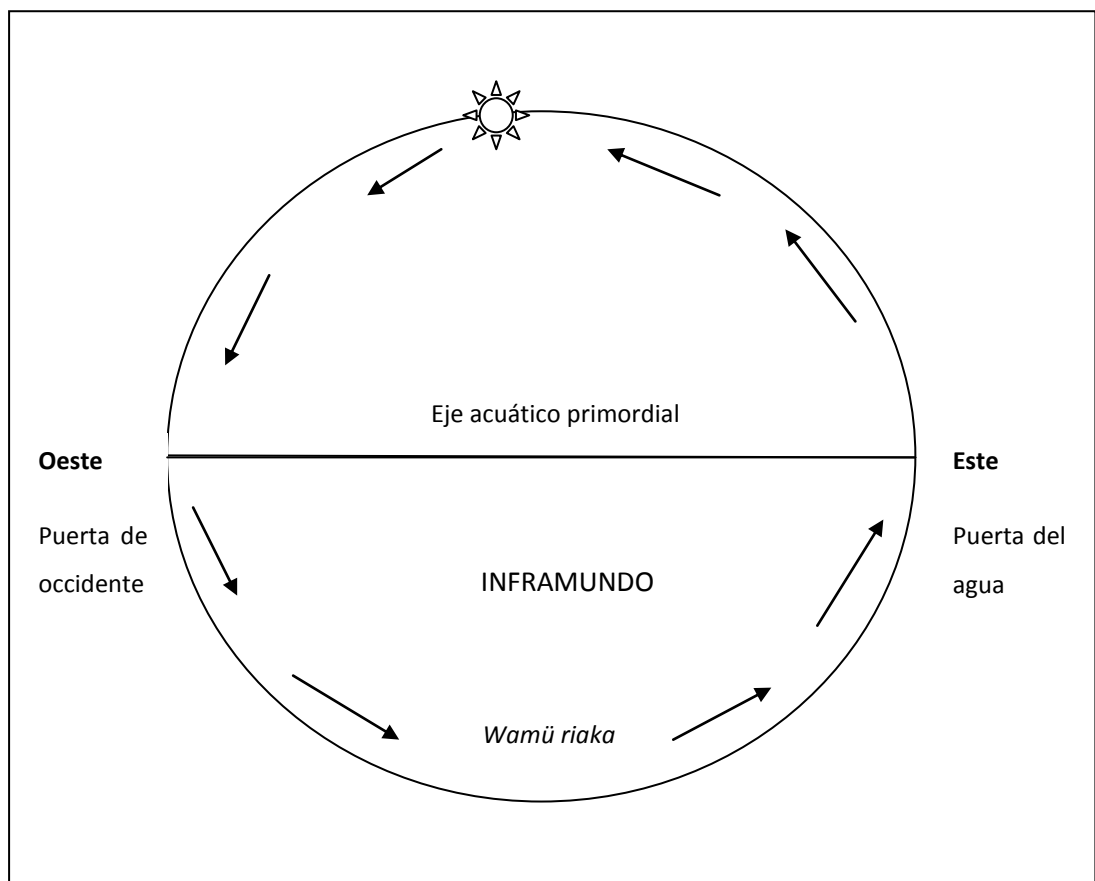 Eje acuático primordial
Oeste
Este
Puerta de
occidente
Puerta del
agua
INFRAMUNDO
Wamü riaka